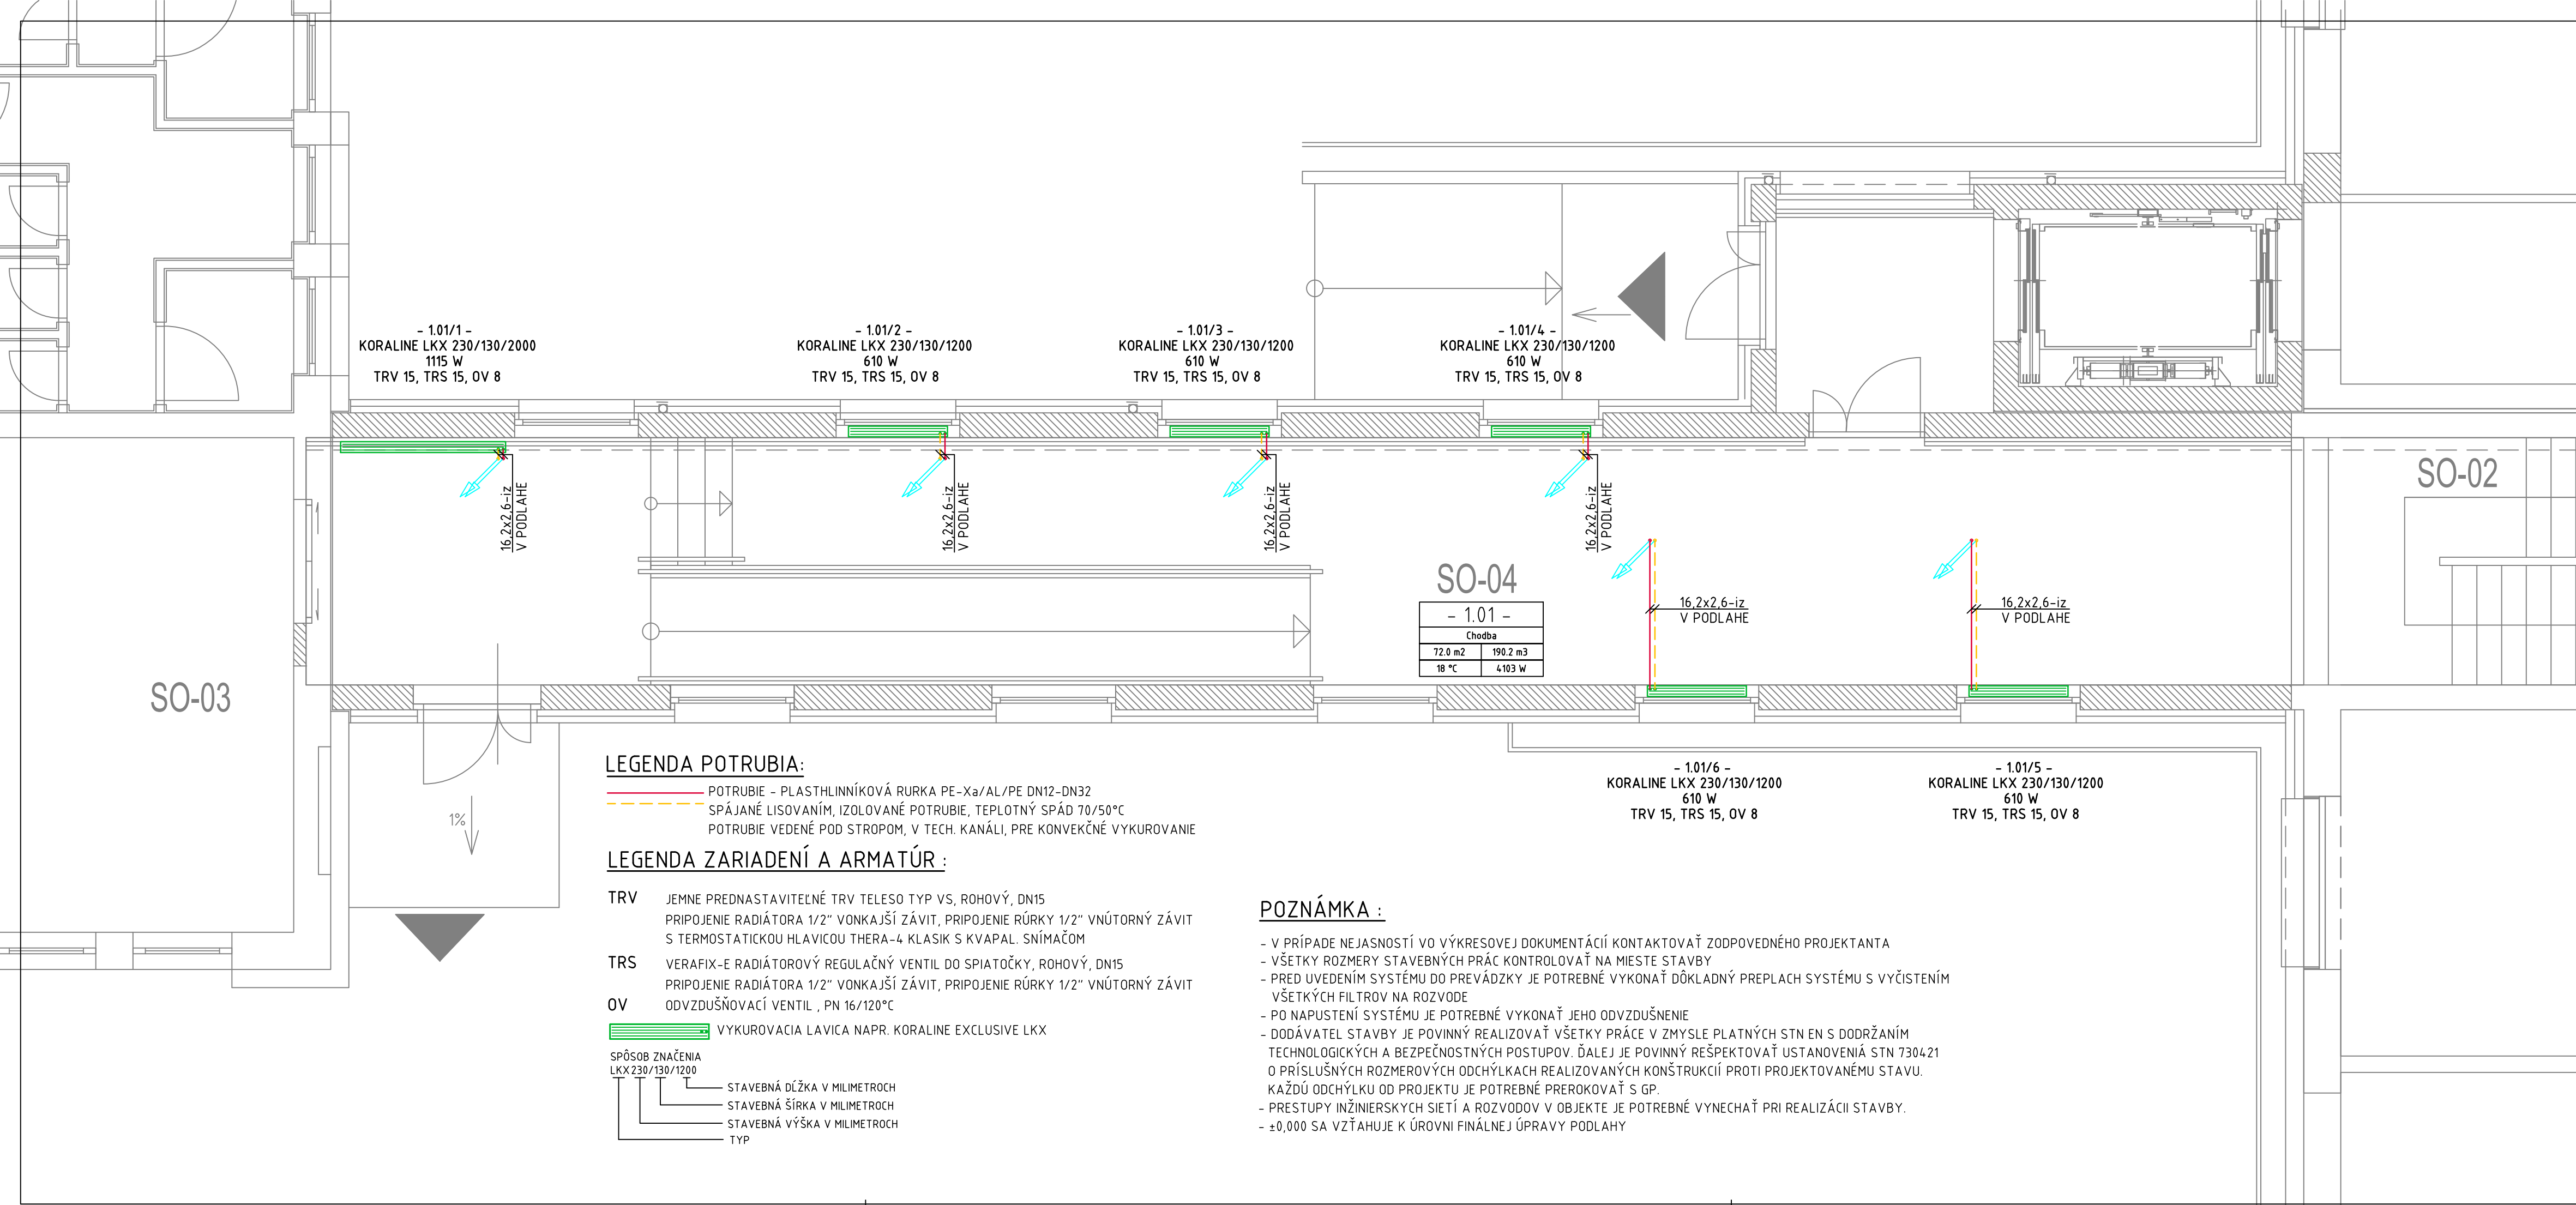 - 1.01/1 -
KORALINE LKX 230/130/2000
1115 W
TRV 15, TRS 15, OV 8
- 1.01/2 -
KORALINE LKX 230/130/1200
610 W
TRV 15, TRS 15, OV 8
- 1.01/3 -
KORALINE LKX 230/130/1200
610 W
TRV 15, TRS 15, OV 8
- 1.01/4 -
KORALINE LKX 230/130/1200
610 W
TRV 15, TRS 15, OV 8
16,2x2,6-iz
V PODLAHE
16,2x2,6-iz
V PODLAHE
16,2x2,6-iz
V PODLAHE
16,2x2,6-iz
V PODLAHE
SO-02
SO-04
- 1.01 -
Chodba
72.0 m2 190.2 m3
18 °C 4103 W
16,2x2,6-iz
V PODLAHE
16,2x2,6-iz
V PODLAHE
SO-03
1%
- 1.01/6 -
KORALINE LKX 230/130/1200
610 W
TRV 15, TRS 15, OV 8
- 1.01/5 -
KORALINE LKX 230/130/1200
610 W
TRV 15, TRS 15, OV 8
LEGENDA POTRUBIA:
POTRUBIE - PLASTHLINNÍKOVÁ RURKA PE-Xa/AL/PE DN12-DN32
SPÁJANÉ LISOVANÍM, IZOLOVANÉ POTRUBIE, TEPLOTNÝ SPÁD 70/50°C
POTRUBIE VEDENÉ POD STROPOM, V TECH. KANÁLI, PRE KONVEKČNÉ VYKUROVANIE
LEGENDA ZARIADENÍ A ARMATÚR :
TRV JEMNE PREDNASTAVITEĽNÉ TRV TELESO TYP VS, ROHOVÝ, DN15
PRIPOJENIE RADIÁTORA 1/2" VONKAJŠÍ ZÁVIT, PRIPOJENIE RÚRKY 1/2" VNÚTORNÝ ZÁVIT
S TERMOSTATICKOU HLAVICOU THERA-4 KLASIK S KVAPAL. SNÍMAČOM
TRS VERAFIX-E RADIÁTOROVÝ REGULAČNÝ VENTIL DO SPIATOČKY, ROHOVÝ, DN15
PRIPOJENIE RADIÁTORA 1/2" VONKAJŠÍ ZÁVIT, PRIPOJENIE RÚRKY 1/2" VNÚTORNÝ ZÁVIT
OV ODVZDUŠŇOVACÍ VENTIL , PN 16/120°C
VYKUROVACIA LAVICA NAPR. KORALINE EXCLUSIVE LKX
SPÔSOB ZNAČENIA
LKX 230/130/1200
STAVEBNÁ DĹŽKA V MILIMETROCH
STAVEBNÁ ŠÍRKA V MILIMETROCH
STAVEBNÁ VÝŠKA V MILIMETROCH
TYP
POZNÁMKA :
- V PRÍPADE NEJASNOSTÍ VO VÝKRESOVEJ DOKUMENTÁCIÍ KONTAKTOVAŤ ZODPOVEDNÉHO PROJEKTANTA
- VŠETKY ROZMERY STAVEBNÝCH PRÁC KONTROLOVAŤ NA MIESTE STAVBY
- PRED UVEDENÍM SYSTÉMU DO PREVÁDZKY JE POTREBNÉ VYKONAŤ DÔKLADNÝ PREPLACH SYSTÉMU S VYČISTENÍM
VŠETKÝCH FILTROV NA ROZVODE
- PO NAPUSTENÍ SYSTÉMU JE POTREBNÉ VYKONAŤ JEHO ODVZDUŠNENIE
- DODÁVATEL STAVBY JE POVINNÝ REALIZOVAŤ VŠETKY PRÁCE V ZMYSLE PLATNÝCH STN EN S DODRŽANÍM
TECHNOLOGICKÝCH A BEZPEČNOSTNÝCH POSTUPOV. ĎALEJ JE POVINNÝ REŠPEKTOVAŤ USTANOVENIÁ STN 730421
O PRÍSLUŠNÝCH ROZMEROVÝCH ODCHÝLKACH REALIZOVANÝCH KONŠTRUKCIÍ PROTI PROJEKTOVANÉMU STAVU.
KAŽDÚ ODCHÝLKU OD PROJEKTU JE POTREBNÉ PREROKOVAŤ S GP.
- PRESTUPY INŽINIERSKYCH SIETÍ A ROZVODOV V OBJEKTE JE POTREBNÉ VYNECHAŤ PRI REALIZÁCII STAVBY.
- ±0,000 SA VZŤAHUJE K ÚROVNI FINÁLNEJ ÚPRAVY PODLAHY